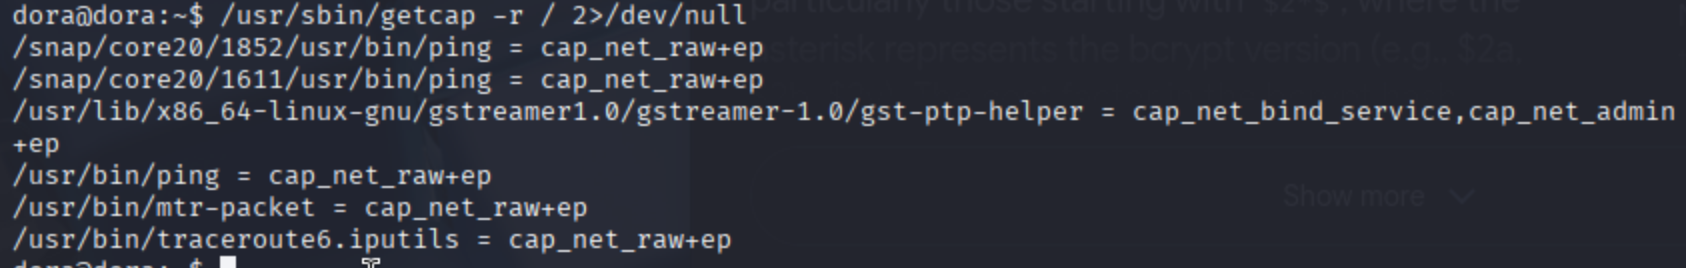 dora@dora:~$ /usr/sbin/getcap -r / 2>/dev/null
/snap/core20/1852/usr/bin/ping = cap_net_raw+ep
/snap/core20/1611/usr/bin/ping = cap_net_raw+ep
/usr/lib/x86_64-linux-gnu/gstreamer1.0/gstreamer-1.0/gst-ptp-helper = cap_net_bind_service,cap_net_admin
+ep
/usr/bin/ping = cap_net_raw+ep
/usr/bin/mtr-packet = cap_net_raw+ep
/usr/bin/traceroute6.iputils = cap_net_raw+ep
dora@dora:~$
particularly those starting with `$2*$`, where the
asterisk represents the bcrypt version (e.g., $2a,
Show more